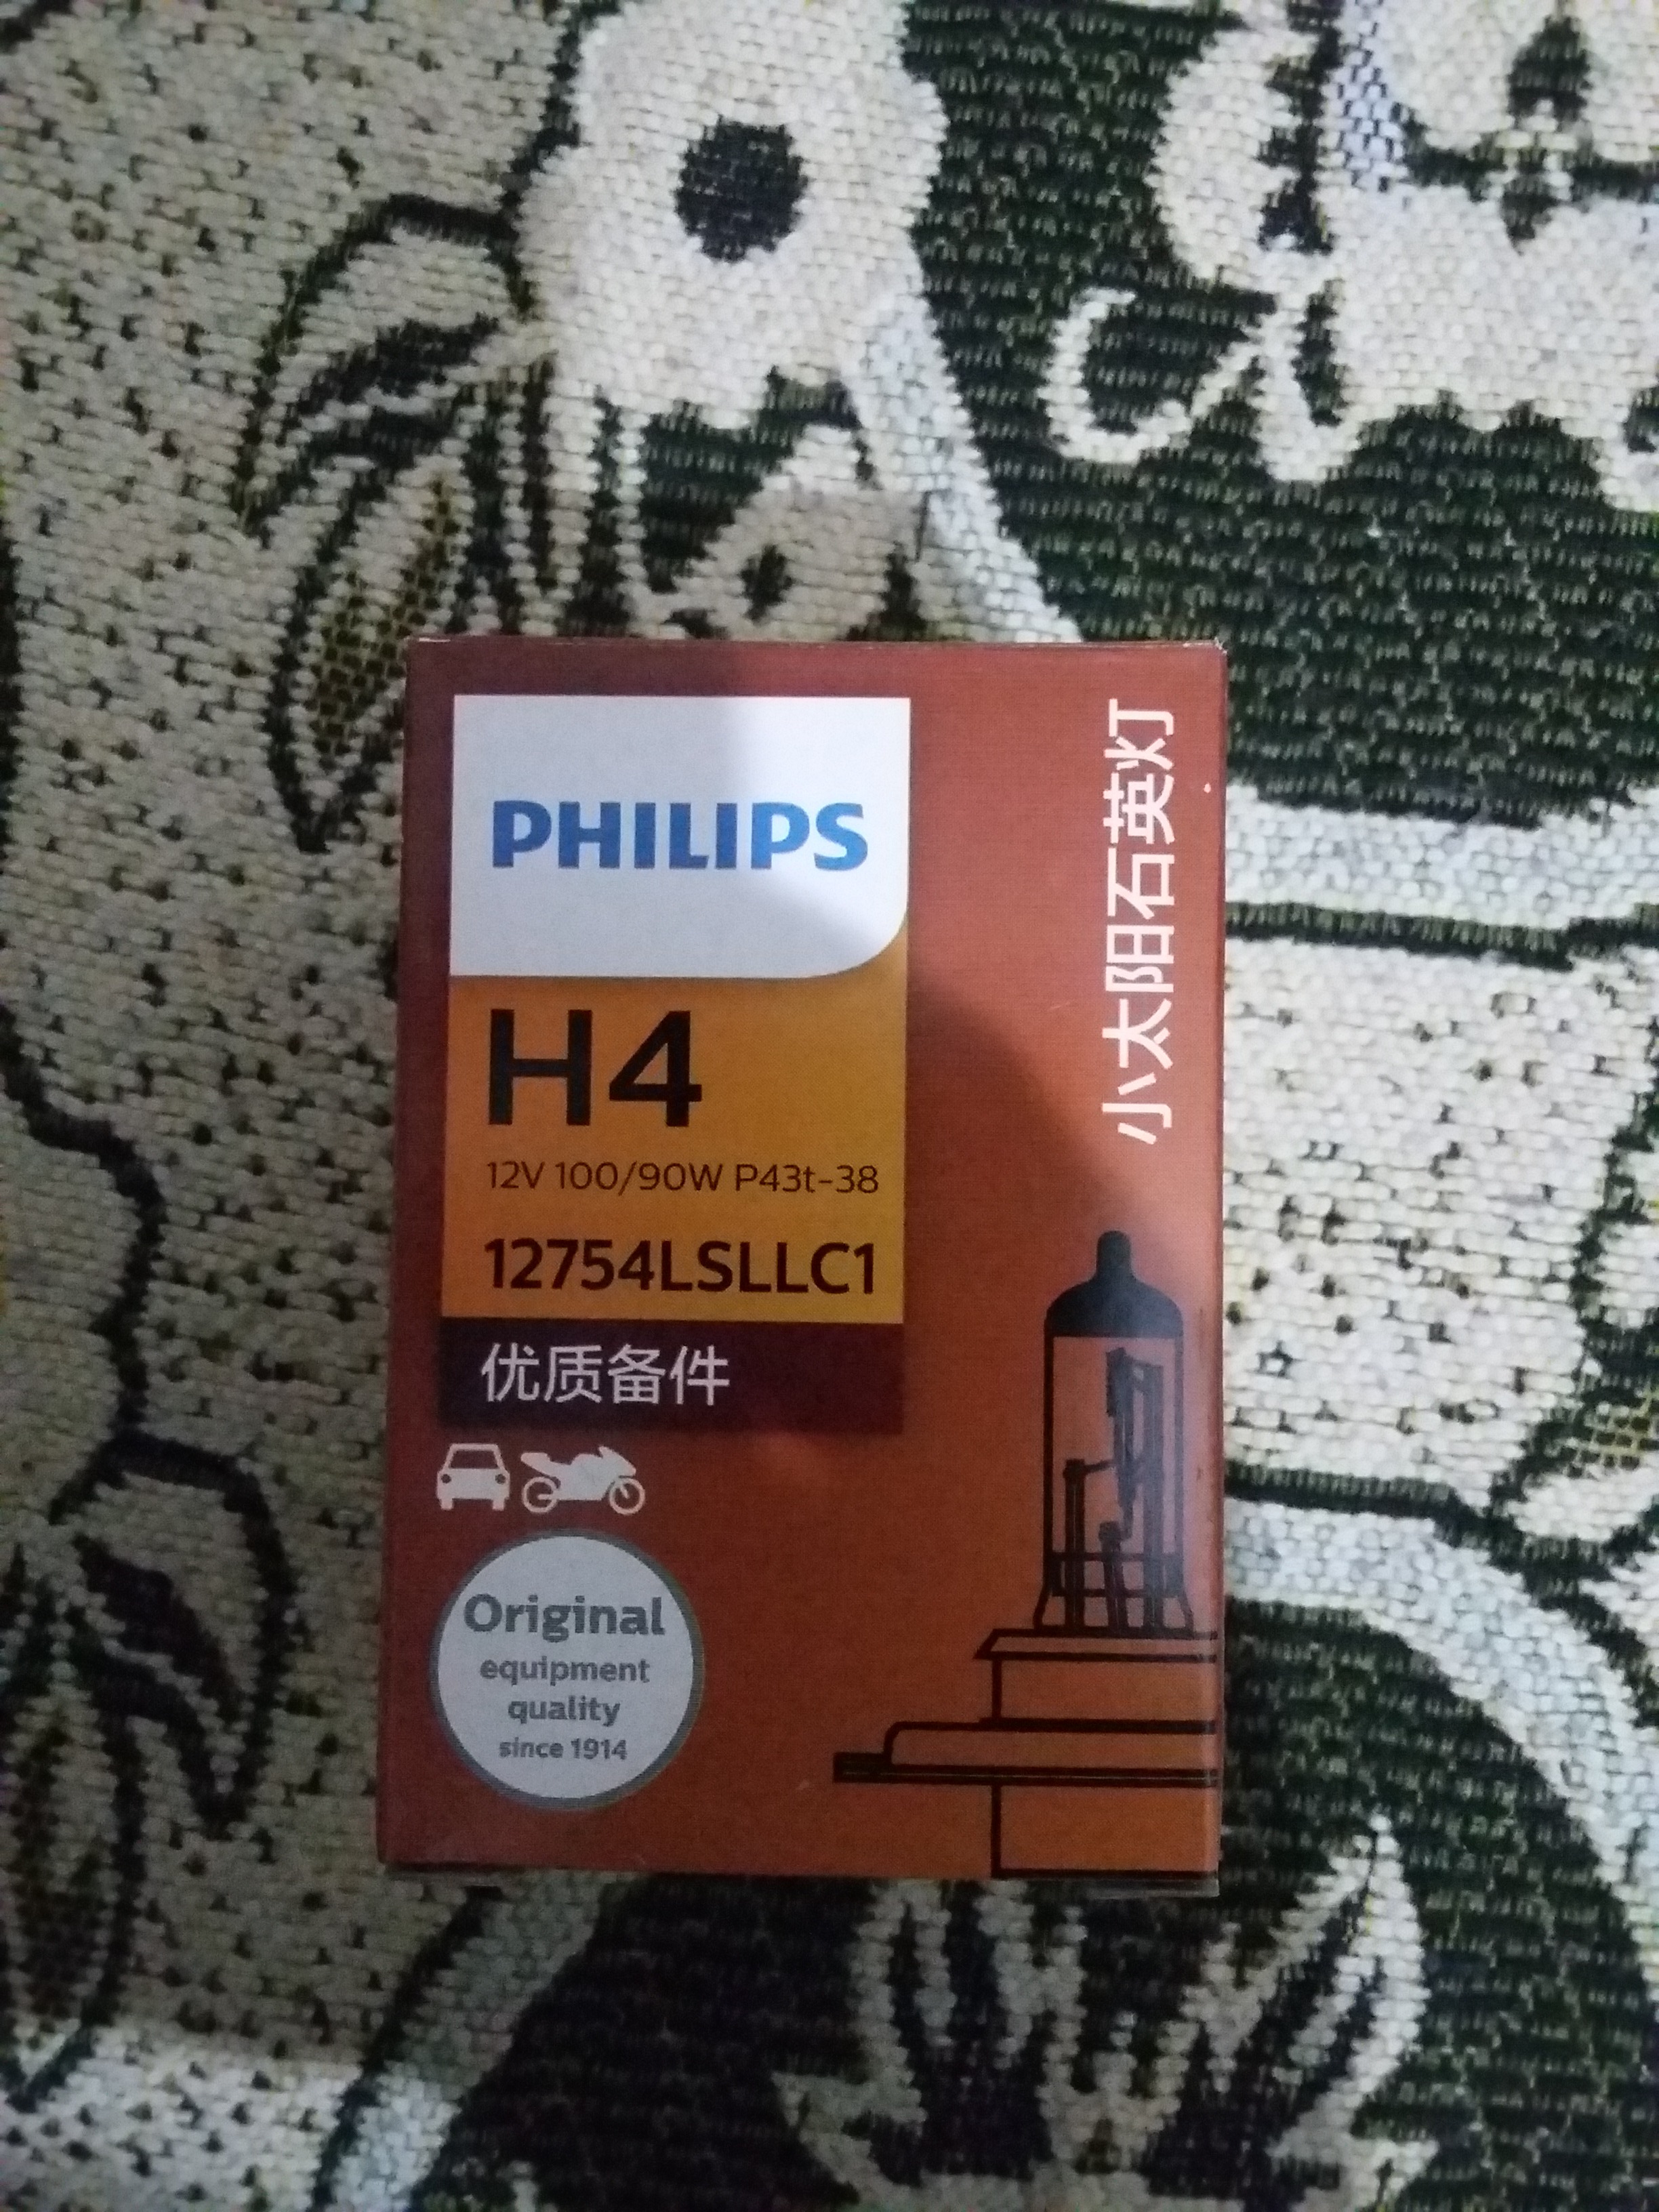 PHILIPS
H4
12V 100/90W P43t-38
12754LSLLC1
优质备件
Original
equipment
quality
since 1914
小太阳石英灯